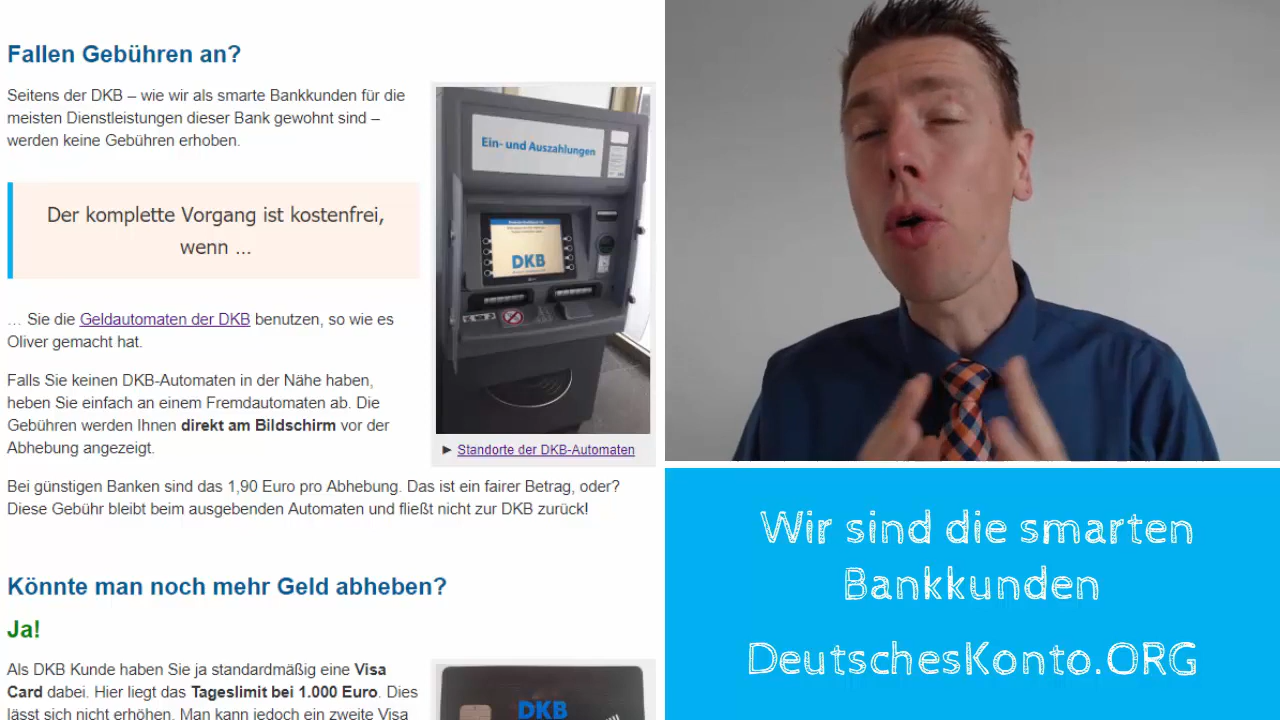 Fallen Gebühren an?
Seitens der DKB – wie wir als smarte Bankkunden für die
meisten Dienstleistungen dieser Bank gewohnt sind –
werden keine Gebühren erhoben.
Der komplette Vorgang ist kostenfrei,
wenn ...
... Sie die Geldautomaten der DKB benutzen, so wie es
Oliver gemacht hat.
Falls Sie keinen DKB-Automaten in der Nähe haben,
heben Sie einfach an einem Fremdautomaten ab. Die
Gebühren werden Ihnen direkt am Bildschirm vor der
Abhebung angezeigt.
Ein- und Auszahlungen
DKB
► Standorte der DKB-Automaten
Bei günstigen Banken sind das 1,90 Euro pro Abhebung. Das ist ein fairer Betrag, oder?
Diese Gebühr bleibt beim ausgebenden Automaten und fließt nicht zur DKB zurück!
Könnte man noch mehr Geld abheben?
Ja!
Als DKB Kunde haben Sie ja standardmäßig eine Visa
Card dabei. Hier liegt das Tageslimit bei 1.000 Euro. Dies
lässt sich nicht erhöhen. Man kann jedoch ein zweite Visa
DKB
Wir sind die smarten
Bankkunden
DeutschesKonto.ORG